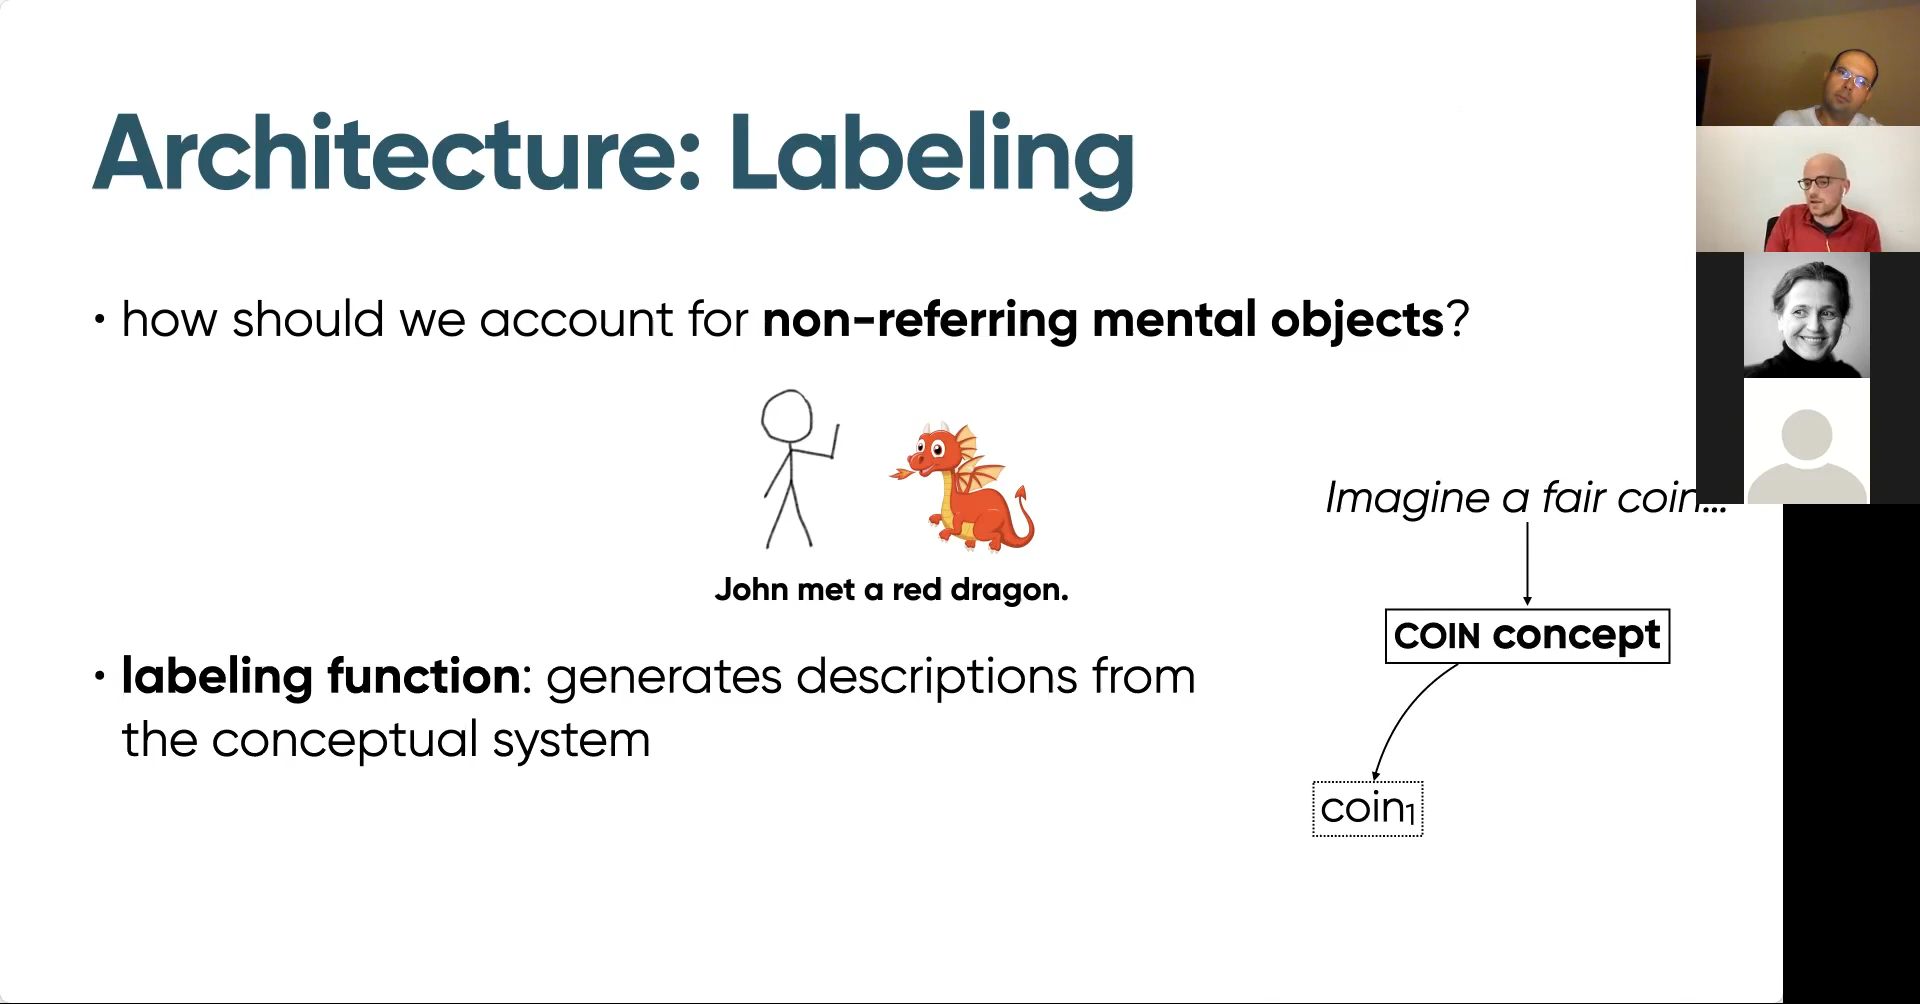 Architecture: Labeling
• how should we account for non-referring mental objects?
John met a red dragon.
Imagine a fair coin...
COIN concept
coin₁
• labeling function: generates descriptions from
the conceptual system